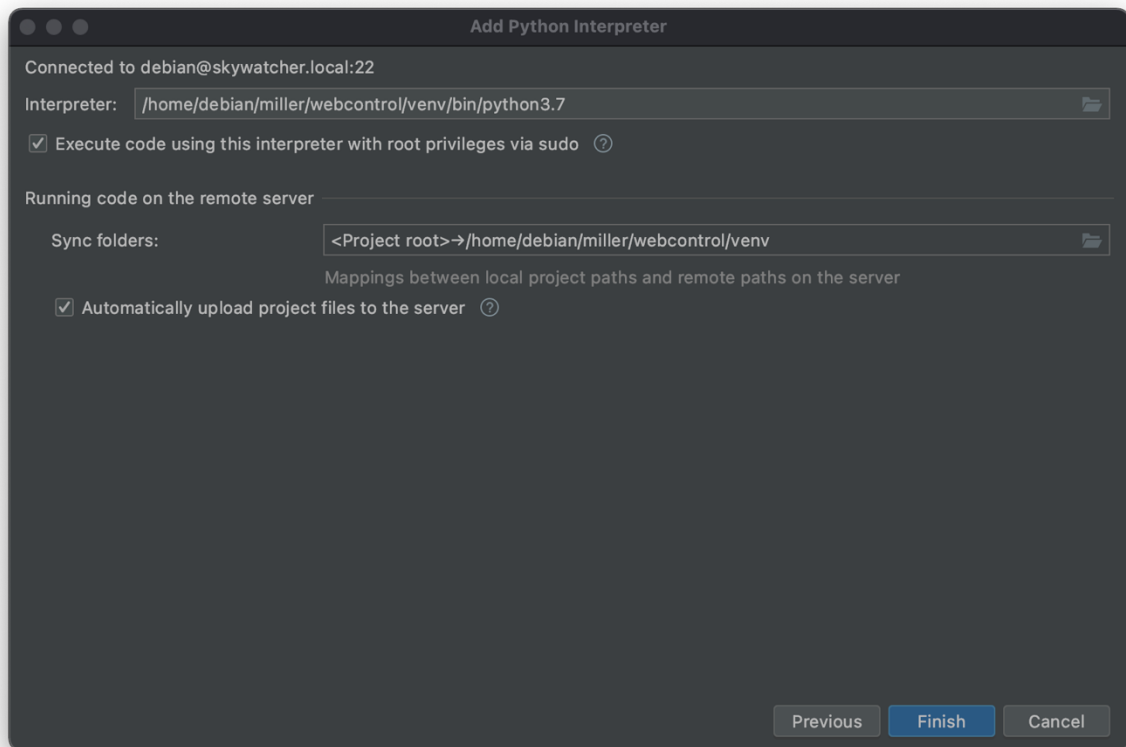 Add Python Interpreter
Connected to debian@skywatcher.local:22
Interpreter: /home/debian/miller/webcontrol/venv/bin/python3.7
Execute code using this interpreter with root privileges via sudo ?
Running code on the remote server
Sync folders: <Project root>→/home/debian/miller/webcontrol/venv
Mappings between local project paths and remote paths on the server
Automatically upload project files to the server ?
Previous Finish Cancel